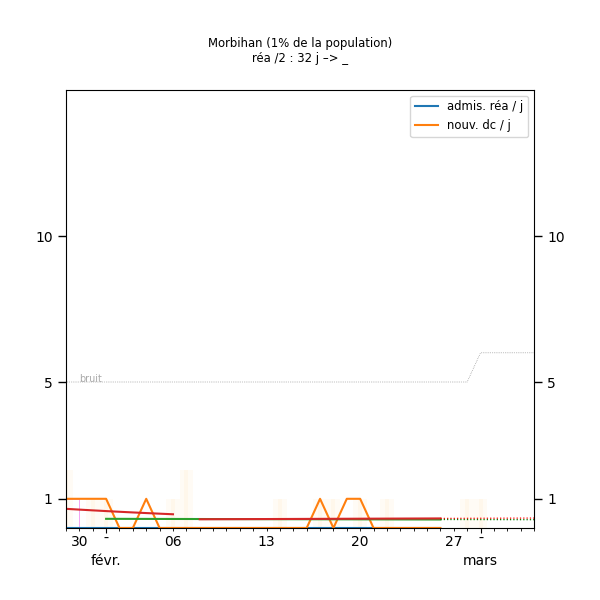 Morbihan (1% de la population)
réa /2 : 32 j –> _
admis. réa / j
nouv. dc / j
10 10
bruit
5 5
1 1
30 - 06 13 20 27 -
févr. mars